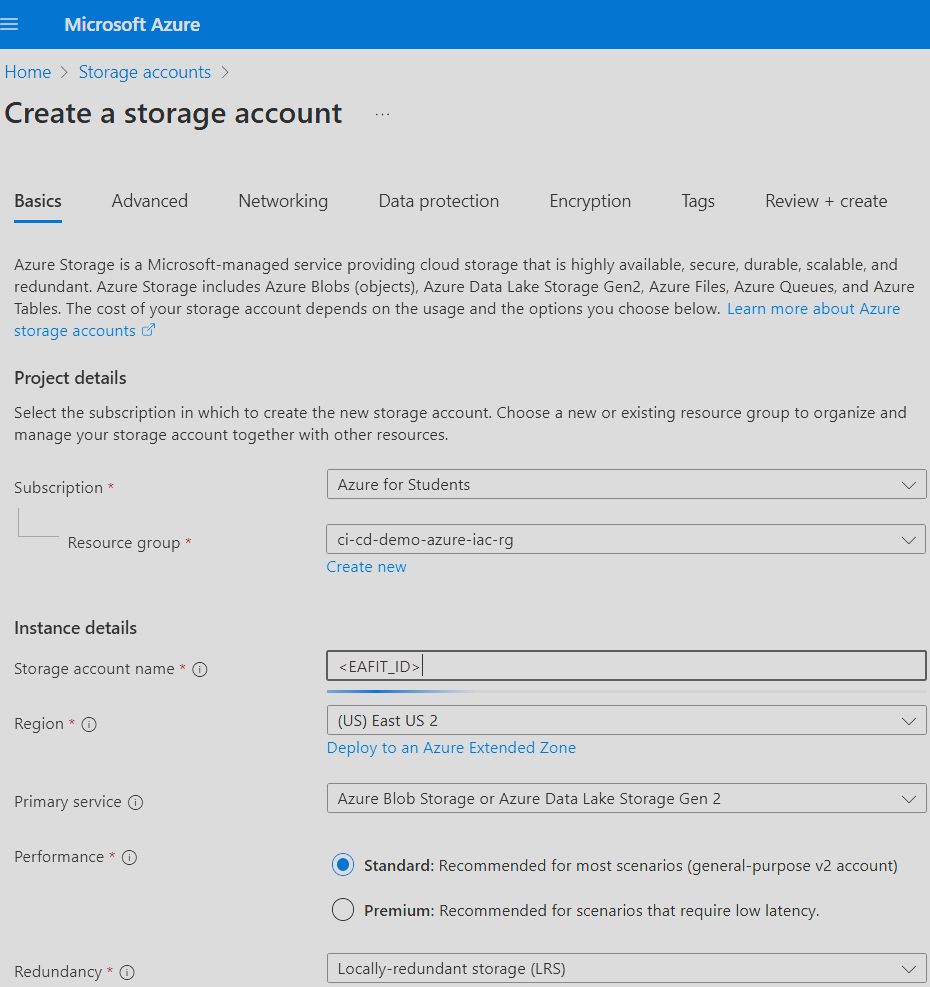 Microsoft Azure
Home > Storage accounts >
Create a storage account ...
Basics Advanced Networking Data protection Encryption Tags Review + create
Azure Storage is a Microsoft-managed service providing cloud storage that is highly available, secure, durable, scalable, and
redundant. Azure Storage includes Azure Blobs (objects), Azure Data Lake Storage Gen2, Azure Files, Azure Queues, and Azure
Tables. The cost of your storage account depends on the usage and the options you choose below. Learn more about Azure
storage accounts
Project details
Select the subscription in which to create the new storage account. Choose a new or existing resource group to organize and
manage your storage account together with other resources.
Subscription * Azure for Students
Resource group * ci-cd-demo-azure-iac-rg
Create new
Instance details
Storage account name * <EAFIT_ID>
Region * (US) East US 2
Deploy to an Azure Extended Zone
Primary service Azure Blob Storage or Azure Data Lake Storage Gen 2
Performance * Standard: Recommended for most scenarios (general-purpose v2 account)
Premium: Recommended for scenarios that require low latency.
Redundancy * Locally-redundant storage (LRS)